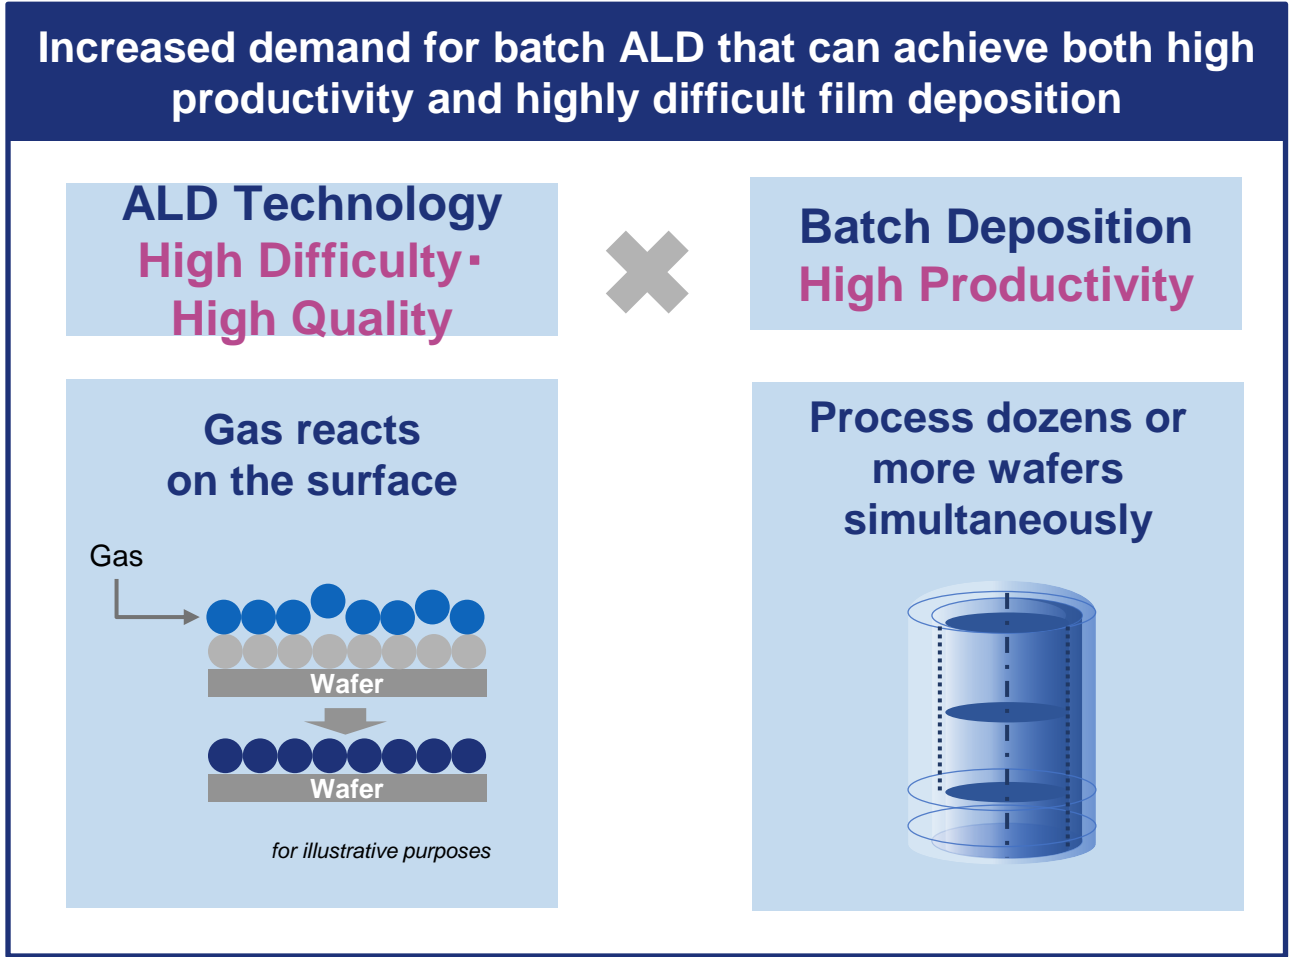 Increased demand for batch ALD that can achieve both high
productivity and highly difficult film deposition
ALD Technology
High Difficulty・
High Quality
Batch Deposition
High Productivity
Gas reacts
on the surface
Gas
Wafer
Wafer
for illustrative purposes
Process dozens or
more wafers
simultaneously